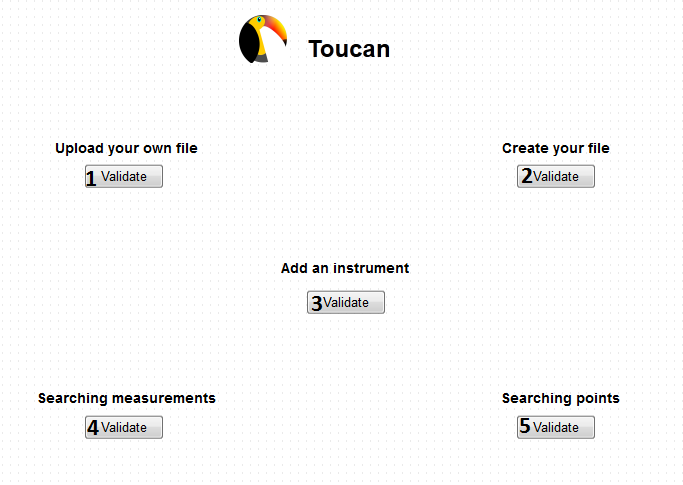 Toucan
Upload your own file
Create your file
1 Validate
2 Validate
Add an instrument
3 Validate
Searching measurements
Searching points
4 Validate
5 Validate